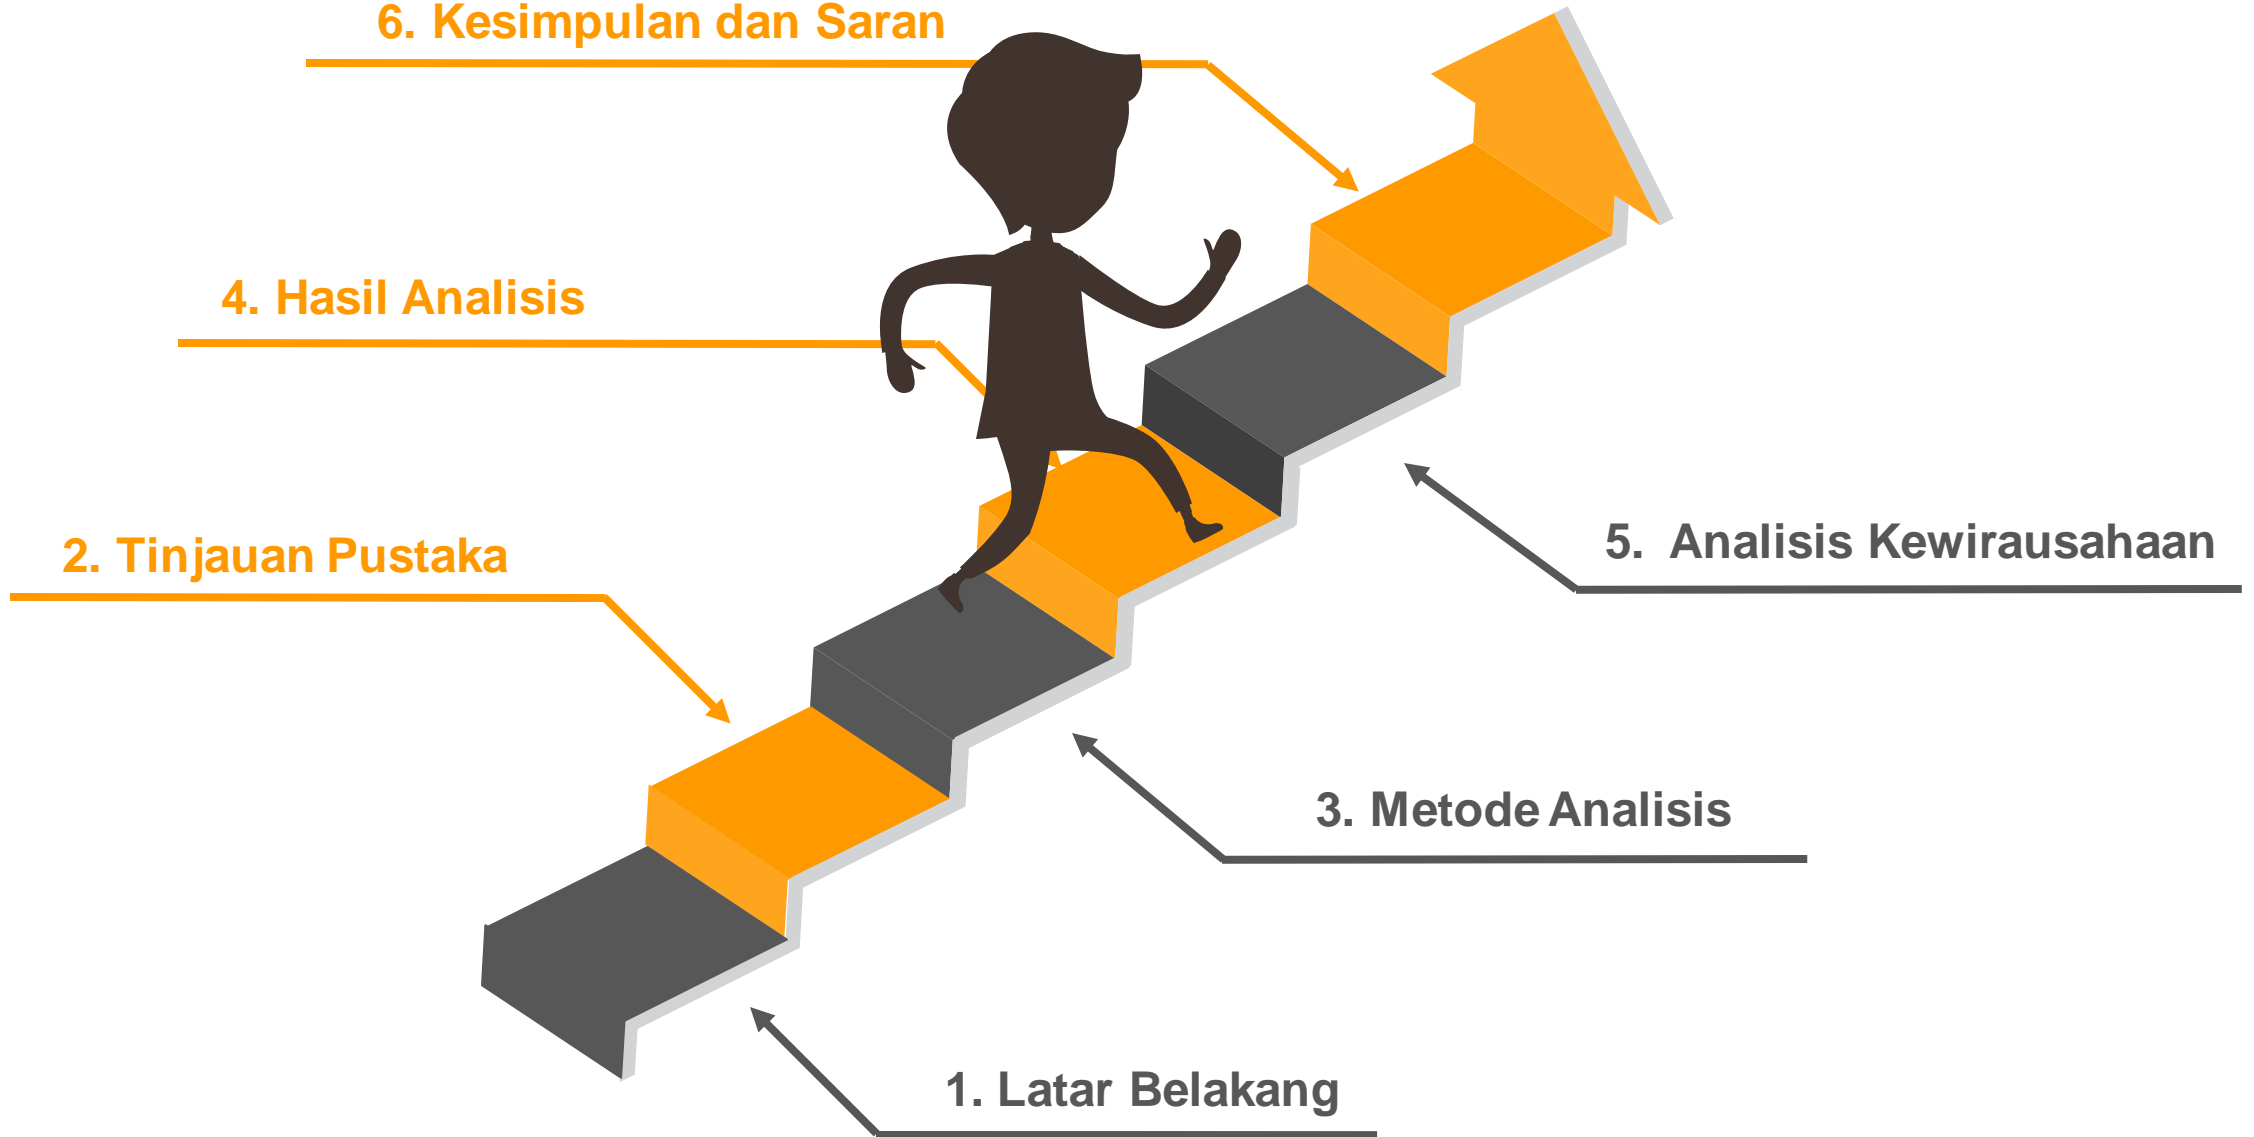 6. Kesimpulan dan Saran
4. Hasil Analisis
2. Tinjauan Pustaka
5. Analisis Kewirausahaan
3. Metode Analisis
1. Latar Belakang